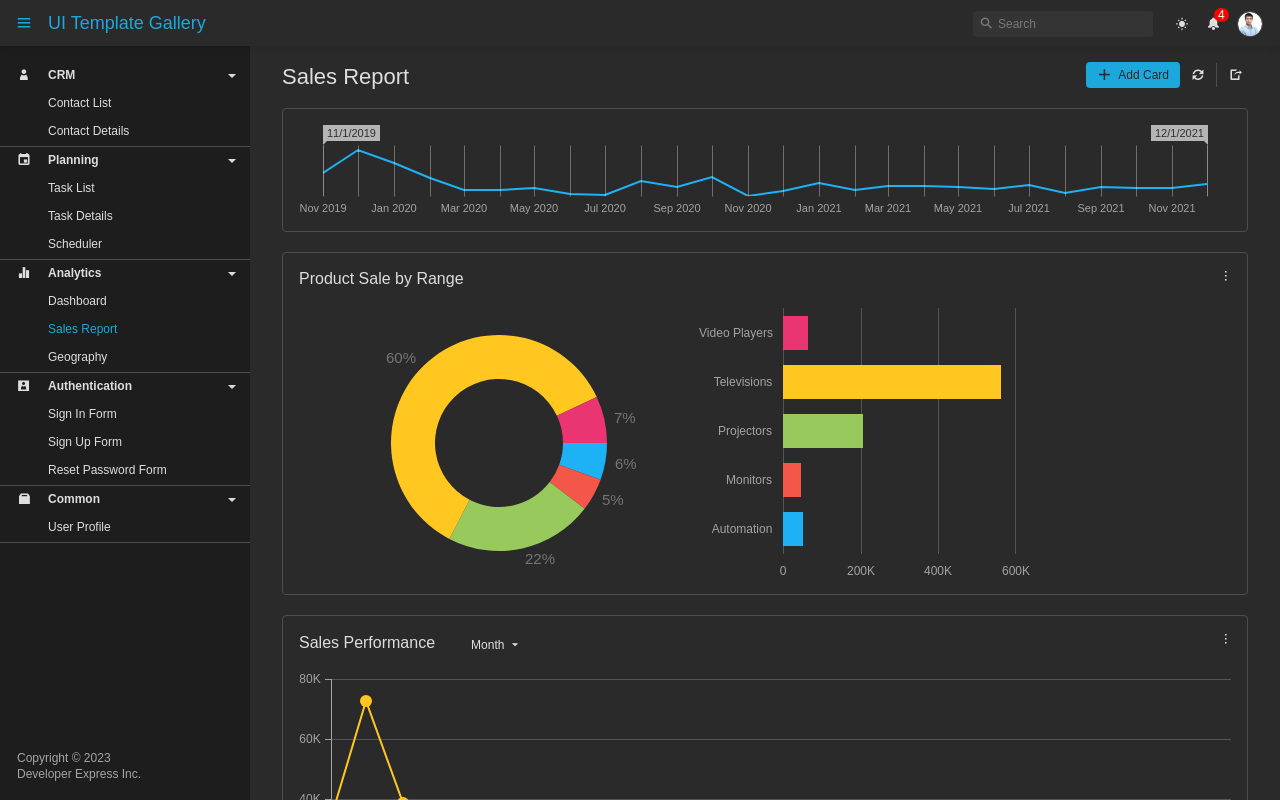 UI Template Gallery
Search
4
CRM
Contact List
Contact Details
Planning
Task List
Task Details
Scheduler
Analytics
Dashboard
Sales Report
Geography
Authentication
Sign In Form
Sign Up Form
Reset Password Form
Common
User Profile
Copyright © 2023
Developer Express Inc.
Sales Report
Add Card
11/1/2019 12/1/2021
Nov 2019 Jan 2020 Mar 2020 May 2020 Jul 2020 Sep 2020 Nov 2020 Jan 2021 Mar 2021 May 2021 Jul 2021 Sep 2021 Nov 2021
Product Sale by Range
60%
7%
6%
5%
22%
Video Players
Televisions
Projectors
Monitors
Automation
0 200K 400K 600K
Sales Performance Month
80K
60K
40K